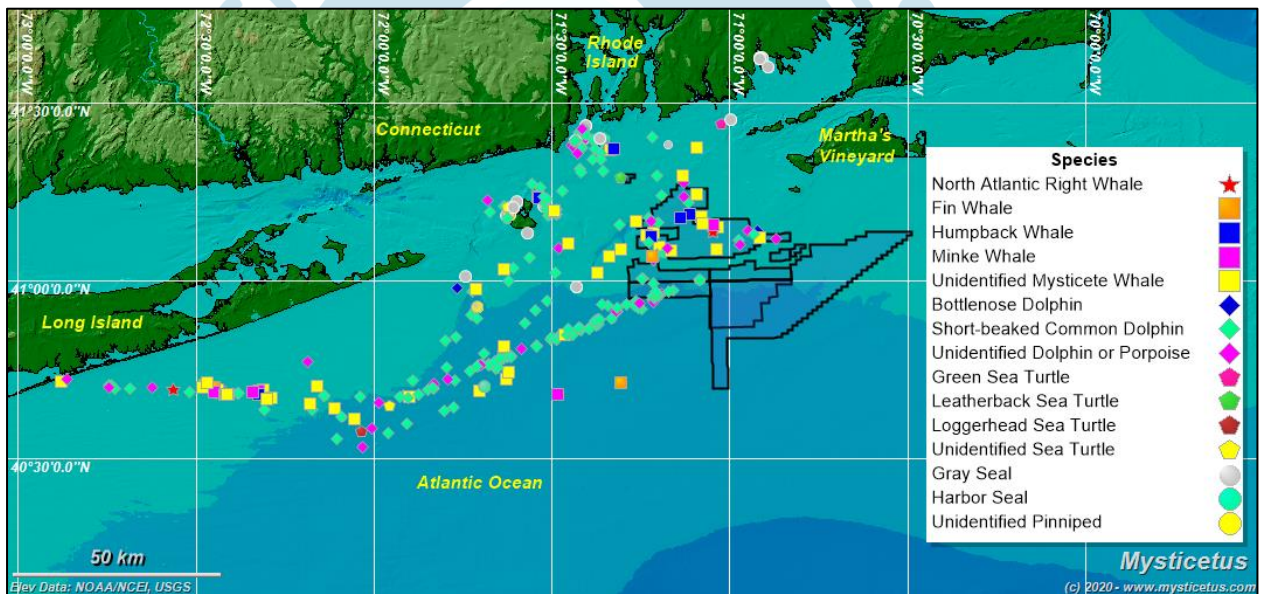 73°00'0.0"W
72°30'0.0"W
72°00'0.0"W
71°30'0.0"W
71°00'0.0"W
70°30'0.0"W
70°00'0.0"W
Rhode
Island
41°30'0.0"N
Connecticut
Martha's
Vineyard
Species
North Atlantic Right Whale
Fin Whale
Humpback Whale
Minke Whale
Unidentified Mysticete Whale
Bottlenose Dolphin
Short-beaked Common Dolphin
Unidentified Dolphin or Porpoise
Green Sea Turtle
Leatherback Sea Turtle
Loggerhead Sea Turtle
Unidentified Sea Turtle
Gray Seal
Harbor Seal
Unidentified Pinniped
41°00'0.0"N
Long Island
40°30'0.0"N
Atlantic Ocean
50 km
Elev Data: NOAA/NCEI, USGS
Mysticetus
(c) 2020 - www.mysticetus.com